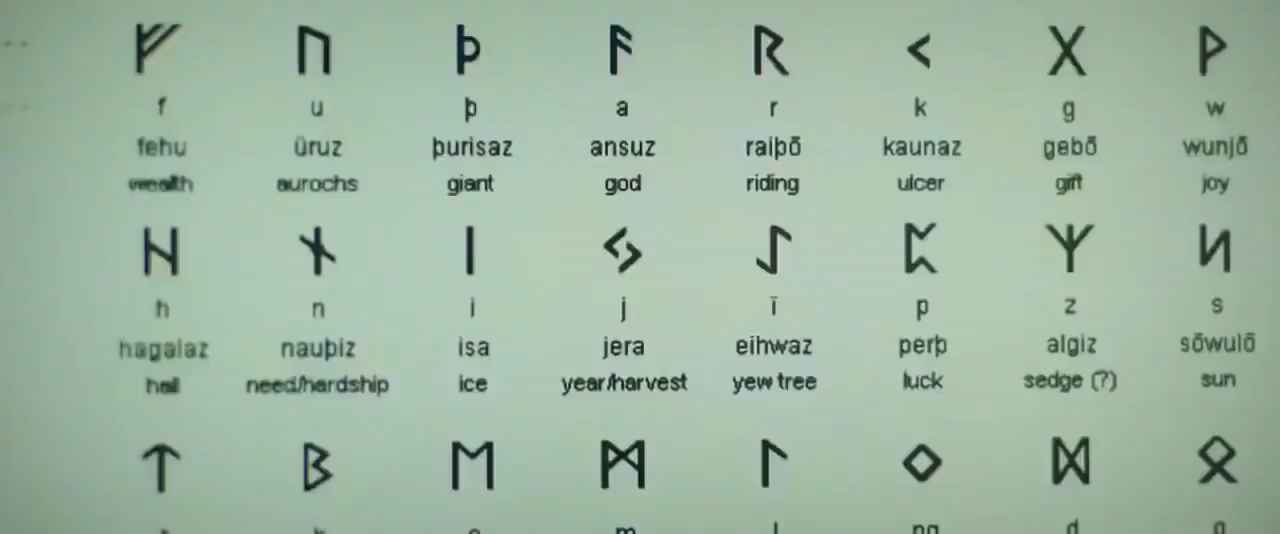 ᚠ ᚢ ᚦ ᚨ ᚱ ᚲ ᚷ ᚹ
f u þ a r k g w
fehu ūruz þurisaz ansuz raiþō kaunaz gebō wunjō
wealth aurochs giant god riding ulcer gift joy
ᚺ ᚾ ᛁ ᛃ ᛇ ᛈ ᛉ ᛋ
h n i j ï p z s
hagalaz nauþiz isa jera eihwaz perþ algiz sōwulō
hail need/hardship ice year/harvest yew tree luck sedge (?) sun
ᛏ ᛒ ᛖ ᛗ ᛚ ᛜ ᛞ ᛟ
m l ng d